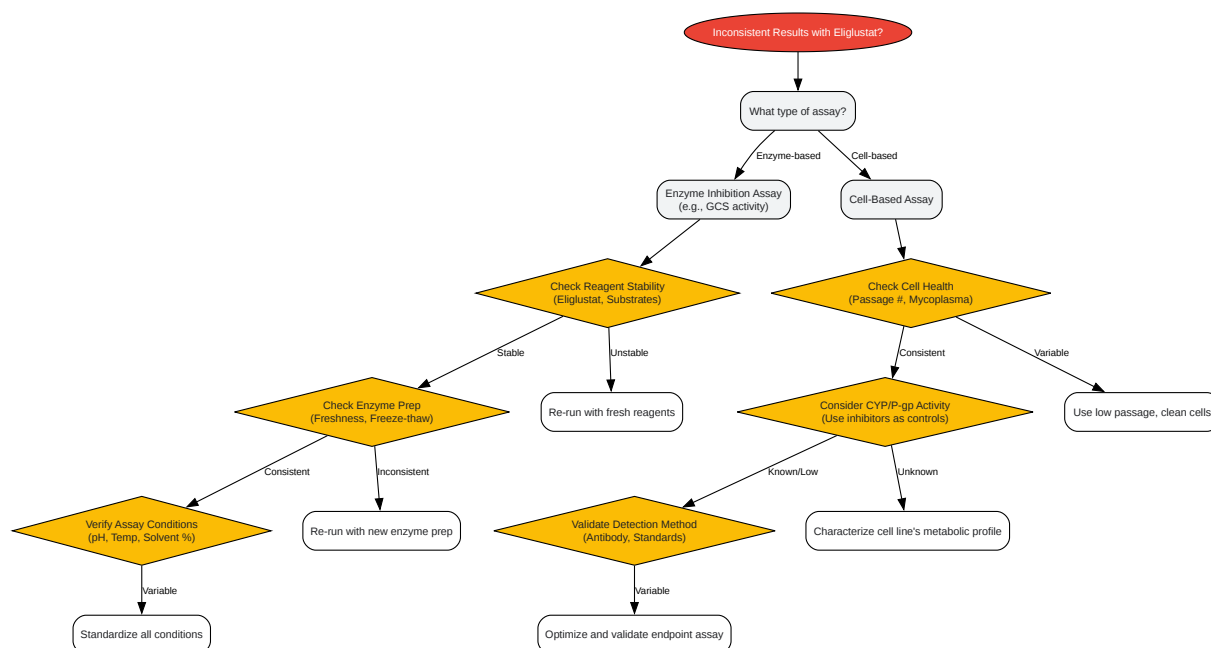 Inconsistent Results with Eliglustat?
What type of assay?
Enzyme-based
Cell-based
Enzyme Inhibition Assay
(e.g., GCS activity)
Cell-Based Assay
Check Reagent Stability
(Eliglustat, Substrates)
Check Cell Health
(Passage #, Mycoplasma)
Stable
Unstable
Consistent
Variable
Check Enzyme Prep
(Freshness, Freeze-thaw)
Re-run with fresh reagents
Consider CYP/P-gp Activity
(Use inhibitors as controls)
Use low passage, clean cells
Consistent
Inconsistent
Known/Low
Unknown
Verify Assay Conditions
(pH, Temp, Solvent %)
Re-run with new enzyme prep
Validate Detection Method
(Antibody, Standards)
Characterize cell line's metabolic profile
Variable
Variable
Standardize all conditions
Optimize and validate endpoint assay